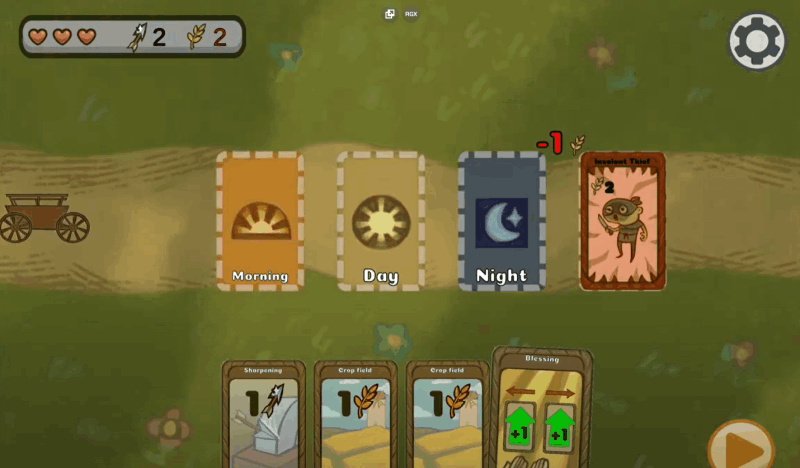 RGX
2 2
-1
Insolent Thief
2
Morning Day Night
Sharpening Crop field Crop field Blessing
1 1 1
+1 +1